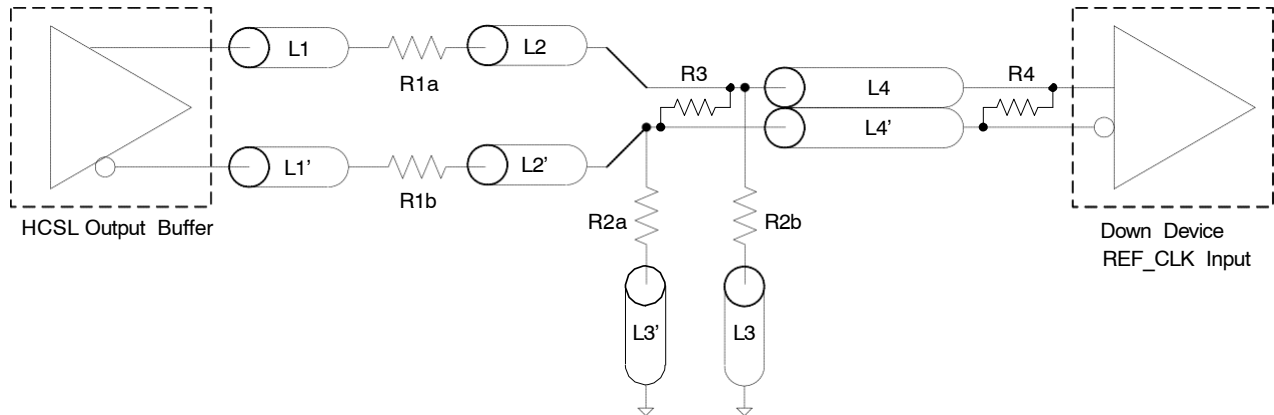 L1
R1a
L2
R3
L4
R4
L1’
R1b
L2’
L4’
R2a
R2b
L3’
L3
HCSL Output Buffer
Down Device
REF_CLK Input